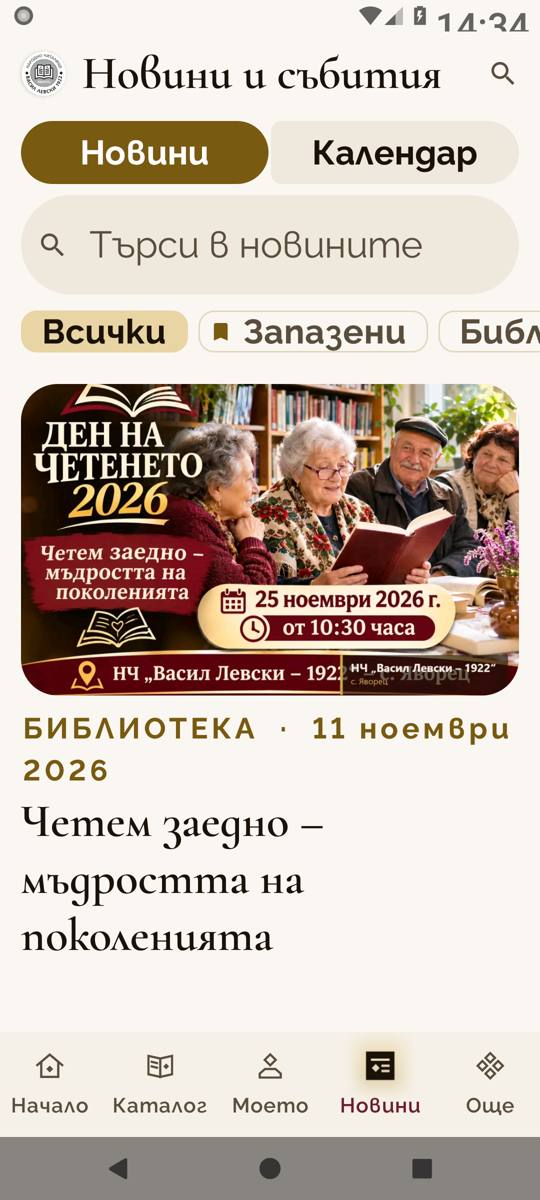 14:34
Новини и събития
Новини
Календар
Търси в новините
Всички
Запазени
ДЕН НА
ЧЕТЕНЕТО
2026
Четем заедно –
мъдростта на
поколенията
25 ноември 2026 г.
от 10:30 часа
НЧ „Васил Левски – 1922
НЧ „Васил Левски – 1922“
с. Яворец
БИБЛИОТЕКА · 11 ноември
2026
Четем заедно –
мъдростта на
поколенията
Начало
Каталог
Моето
Новини
Още